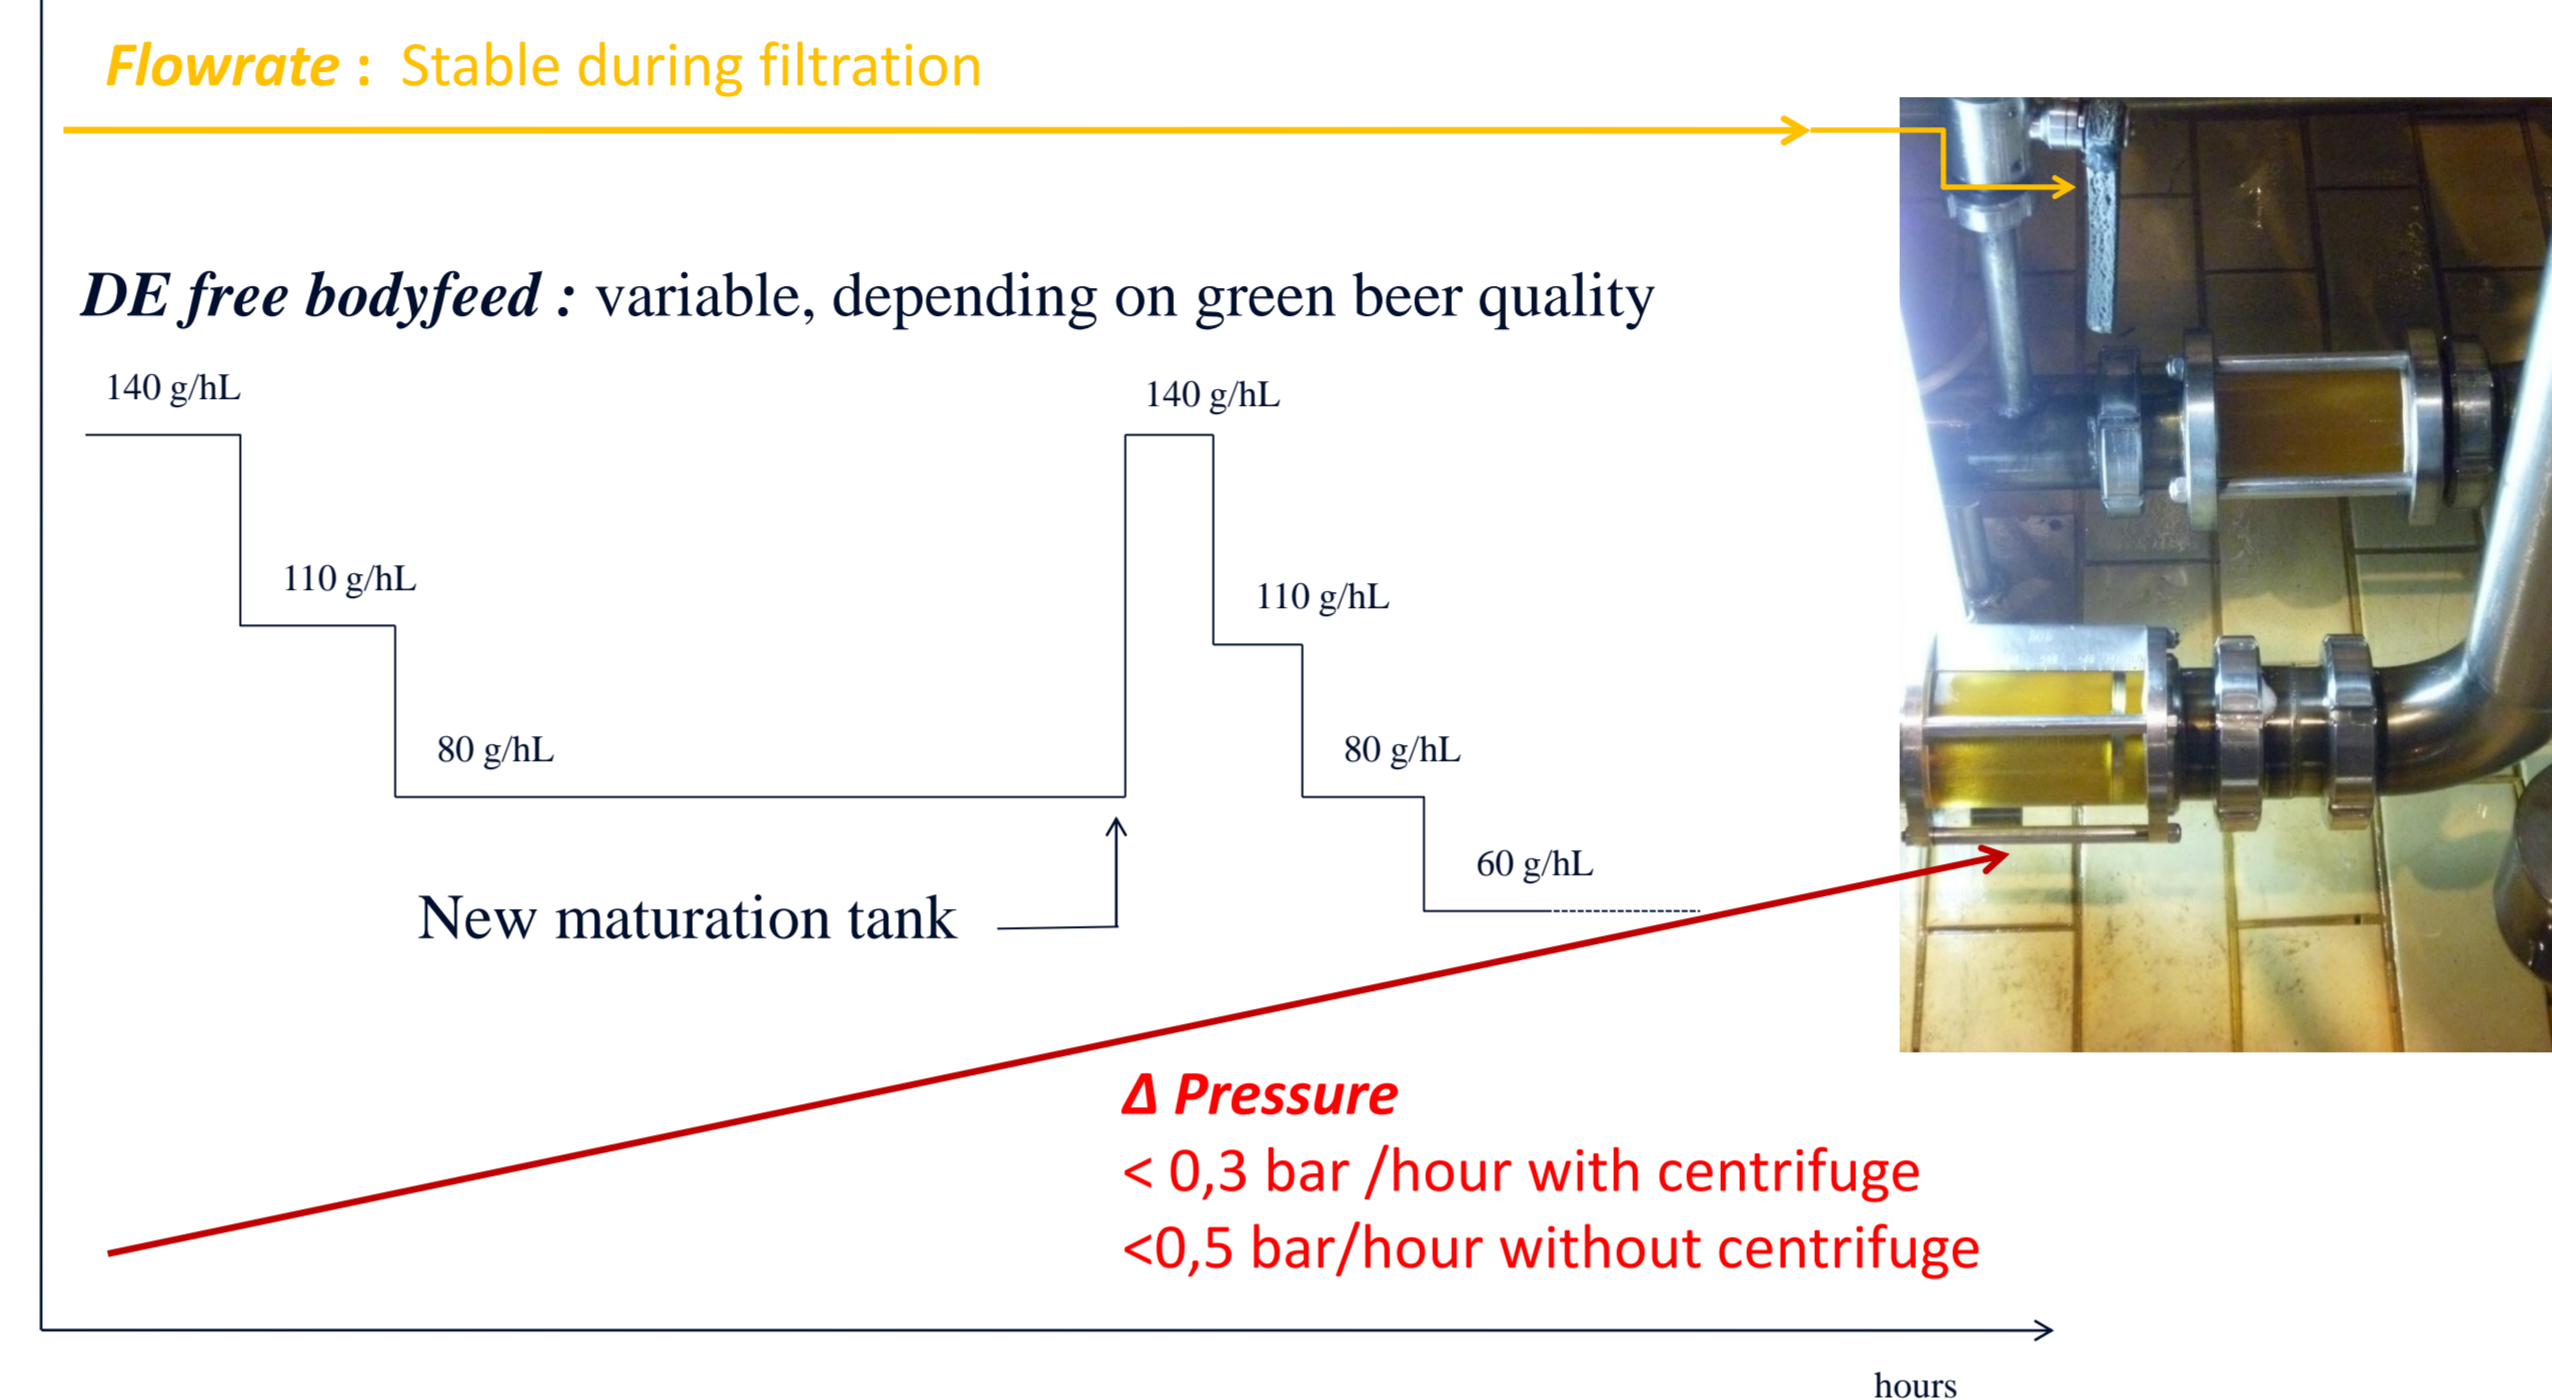 Flowrate : Stable during filtration
DE free bodyfeed : variable, depending on green beer quality
140 g/hL
140 g/hL
110 g/hL
110 g/hL
80 g/hL
80 g/hL
60 g/hL
New maturation tank
Δ Pressure
< 0,3 bar /hour with centrifuge
<0,5 bar/hour without centrifuge
hours